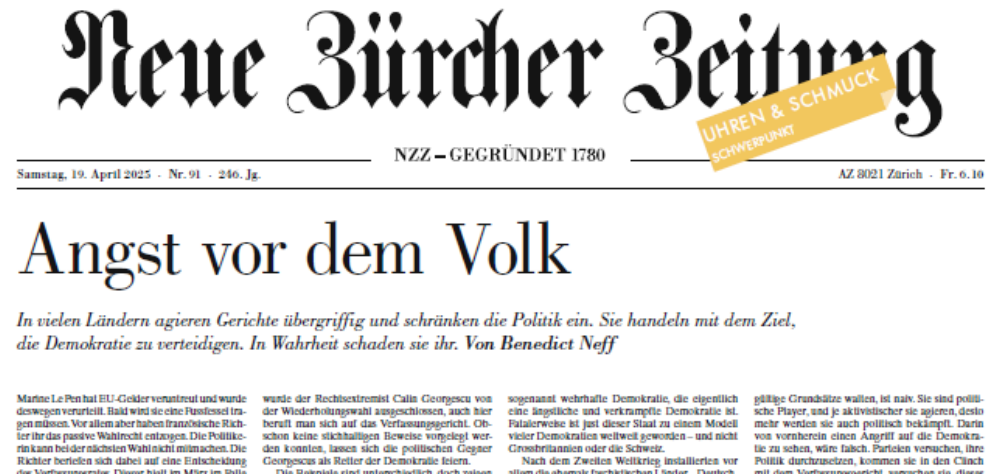 Neue Zürcher Zeitung
UHREN & SCHMUCK
SCHWERPUNKT
NZZ – GEGRÜNDET 1780
Samstag, 19. April 2025 · Nr. 91 · 246. Jg.
AZ 8021 Zürich · Fr. 6.10
Angst vor dem Volk
In vielen Ländern agieren Gerichte übergriffig und schränken die Politik ein. Sie handeln mit dem Ziel,
die Demokratie zu verteidigen. In Wahrheit schaden sie ihr. Von Benedict Neff
Marine Le Pen hat EU-Gelder veruntreut und wurde
deswegen verurteilt. Bald wird sie eine Fussfessel tra-
gen müssen. Vor allem aber haben französische Rich-
ter ihr das passive Wahlrecht entzogen. Die Politike-
rin kann bei der nächsten Wahl nicht mitmachen. Die
Richter beriefen sich dabei auf eine Entscheidung
wurde der Rechtsextremist Calin Georgescu von
der Wiederholungswahl ausgeschlossen, auch hier
beruft man sich auf das Verfassungsgericht. Ob-
schon keine stichhaltigen Beweise vorgelegt wer-
den konnten, lassen sich die politischen Gegner
Georgescus als Retter der Demokratie feiern.
sogenannt wehrhafte Demokratie, die eigentlich
eine ängstliche und verkrampfte Demokratie ist.
Fatalerweise ist just dieser Staat zu einem Modell
vieler Demokratien weltweit geworden – und nicht
Grossbritannien oder die Schweiz.
Nach dem Zweiten Weltkrieg installierten vor
gültige Grundsätze walten, ist naiv. Sie sind politi-
sche Player, und je aktivistischer sie agieren, desto
mehr werden sie auch politisch bekämpft. Darin
von vornherein einen Angriff auf die Demokra-
tie zu sehen, wäre falsch. Parteien versuchen, ihre
Politik durchzusetzen, kommen sie in den Clinch